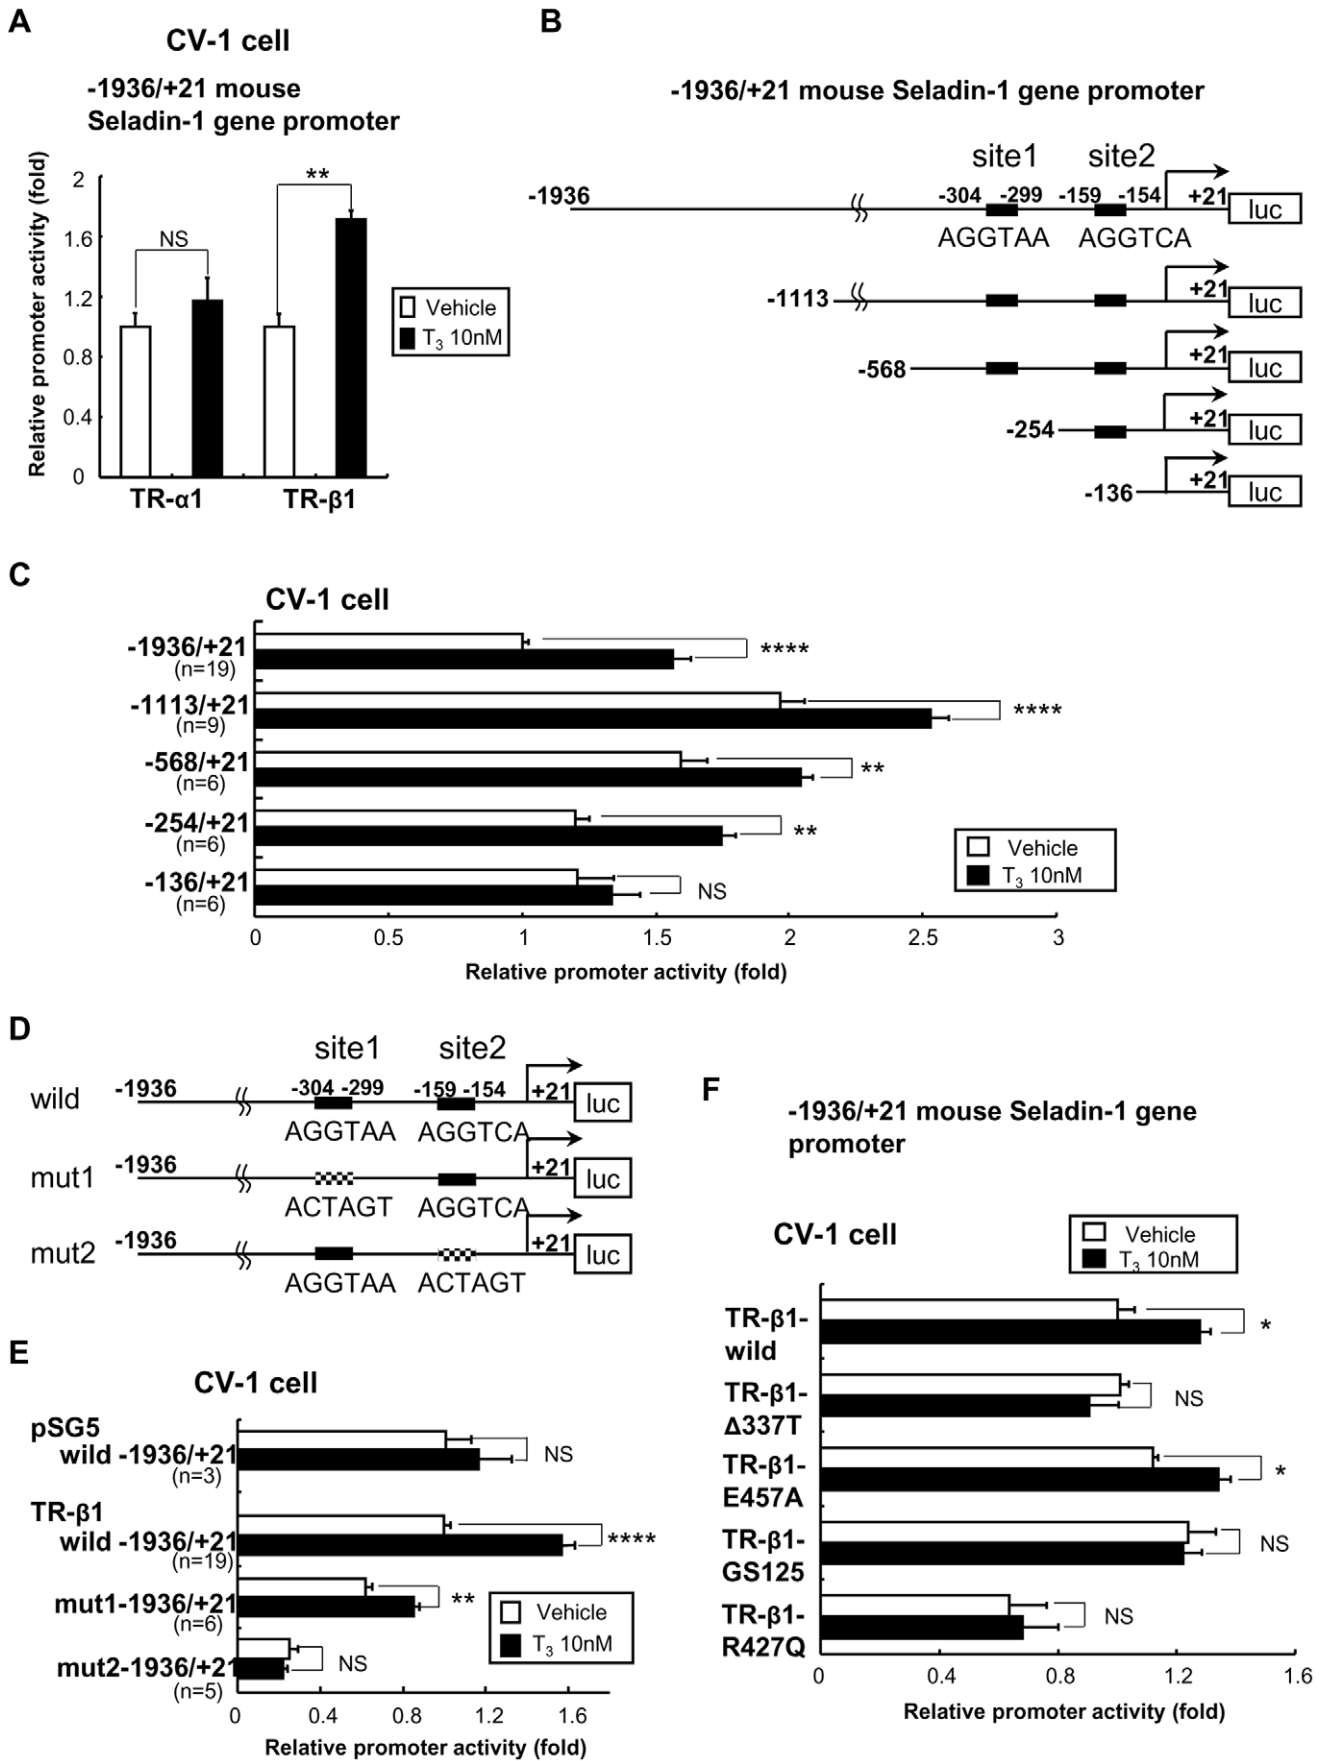 A
CV-1 cell
-1936/+21 mouse
Seladin-1 gene promoter
Relative promoter activity (fold)
2
1.6
1.2
0.8
0.4
0
NS
**
TR-α1
TR-β1
Vehicle
T3 10nM
B
-1936/+21 mouse Seladin-1 gene promoter
site1 site2
-1936 -304 -299 -159 -154 +21 luc
AGGTAA AGGTCA
-1113 +21 luc
-568 +21 luc
-254 +21 luc
-136 +21 luc
C
CV-1 cell
-1936/+21
(n=19)
****
-1113/+21
(n=9)
****
-568/+21
(n=6)
**
-254/+21
(n=6)
**
-136/+21
(n=6)
NS
Vehicle
T3 10nM
0 0.5 1 1.5 2 2.5 3
Relative promoter activity (fold)
D
site1 site2
wild -1936 -304 -299 -159 -154 +21 luc
AGGTAA AGGTCA
mut1 -1936 +21 luc
ACTAGT AGGTCA
mut2 -1936 +21 luc
AGGTAA ACTAGT
E
CV-1 cell
pSG5
wild -1936/+21
(n=3)
NS
TR-β1
wild -1936/+21
(n=19)
****
mut1-1936/+21
(n=6)
**
mut2-1936/+21
(n=5)
NS
Vehicle
T3 10nM
0 0.4 0.8 1.2 1.6
Relative promoter activity (fold)
F
-1936/+21 mouse Seladin-1 gene
promoter
CV-1 cell
Vehicle
T3 10nM
TR-β1-
wild
*
TR-β1-
Δ337T
NS
TR-β1-
E457A
*
TR-β1-
GS125
NS
TR-β1-
R427Q
NS
0 0.4 0.8 1.2 1.6
Relative promoter activity (fold)